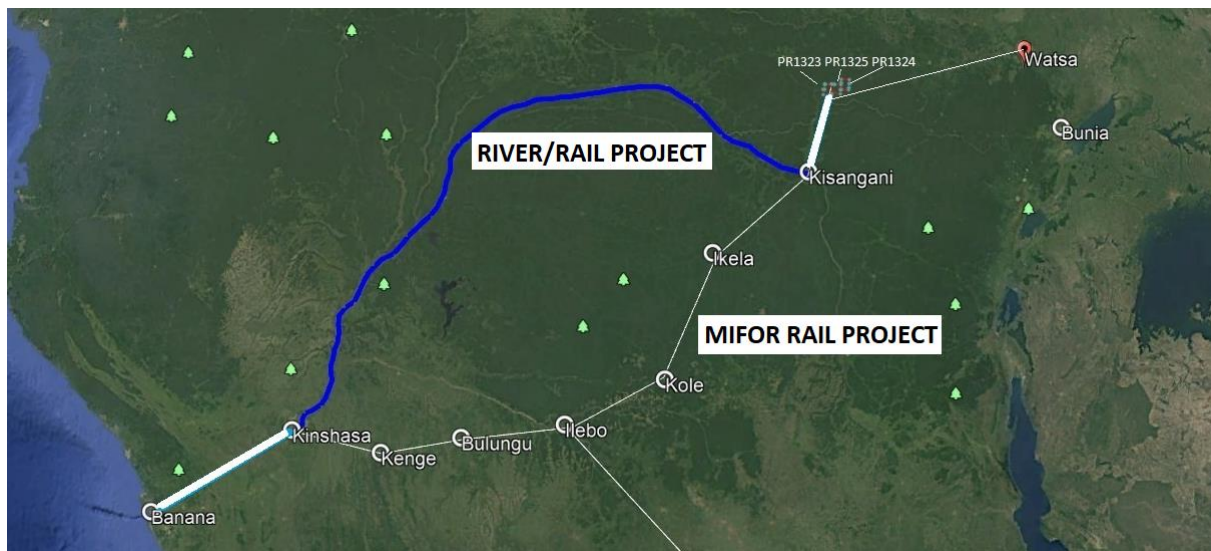 PR1323 PR1325 PR1324
Watsa
Bunia
RIVER/RAIL PROJECT
Kisangani
Ikela
MIFOR RAIL PROJECT
Kole
Kinshasa
Ilebo
Bulungu
Kenge
Banana